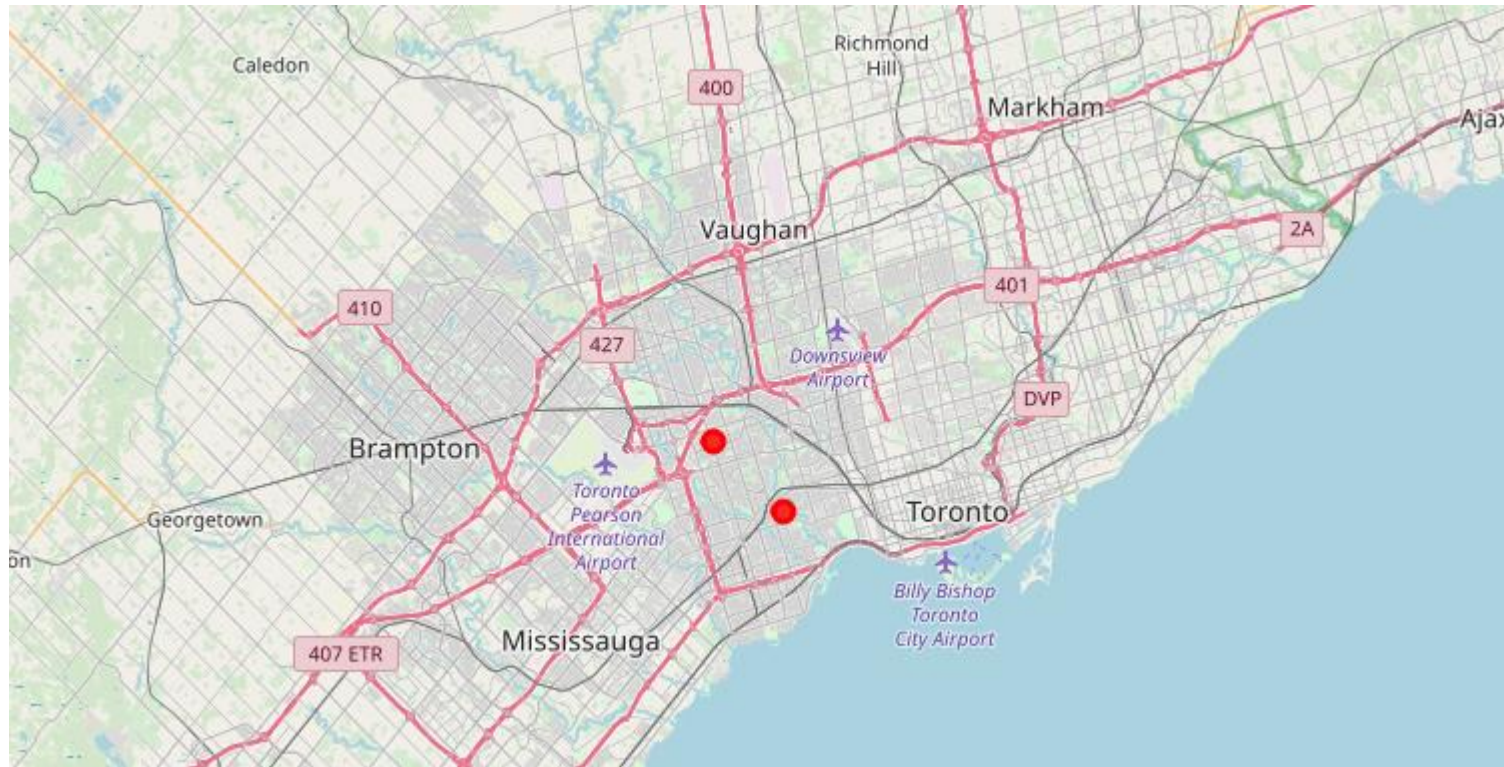 Caledon
Richmond
Hill
400
Markham
Ajax
Vaughan
2A
401
410
427
Downsview
Airport
DVP
Brampton
Toronto
Pearson
International
Airport
Georgetown
Toronto
on
Billy Bishop
Toronto
City Airport
Mississauga
407 ETR